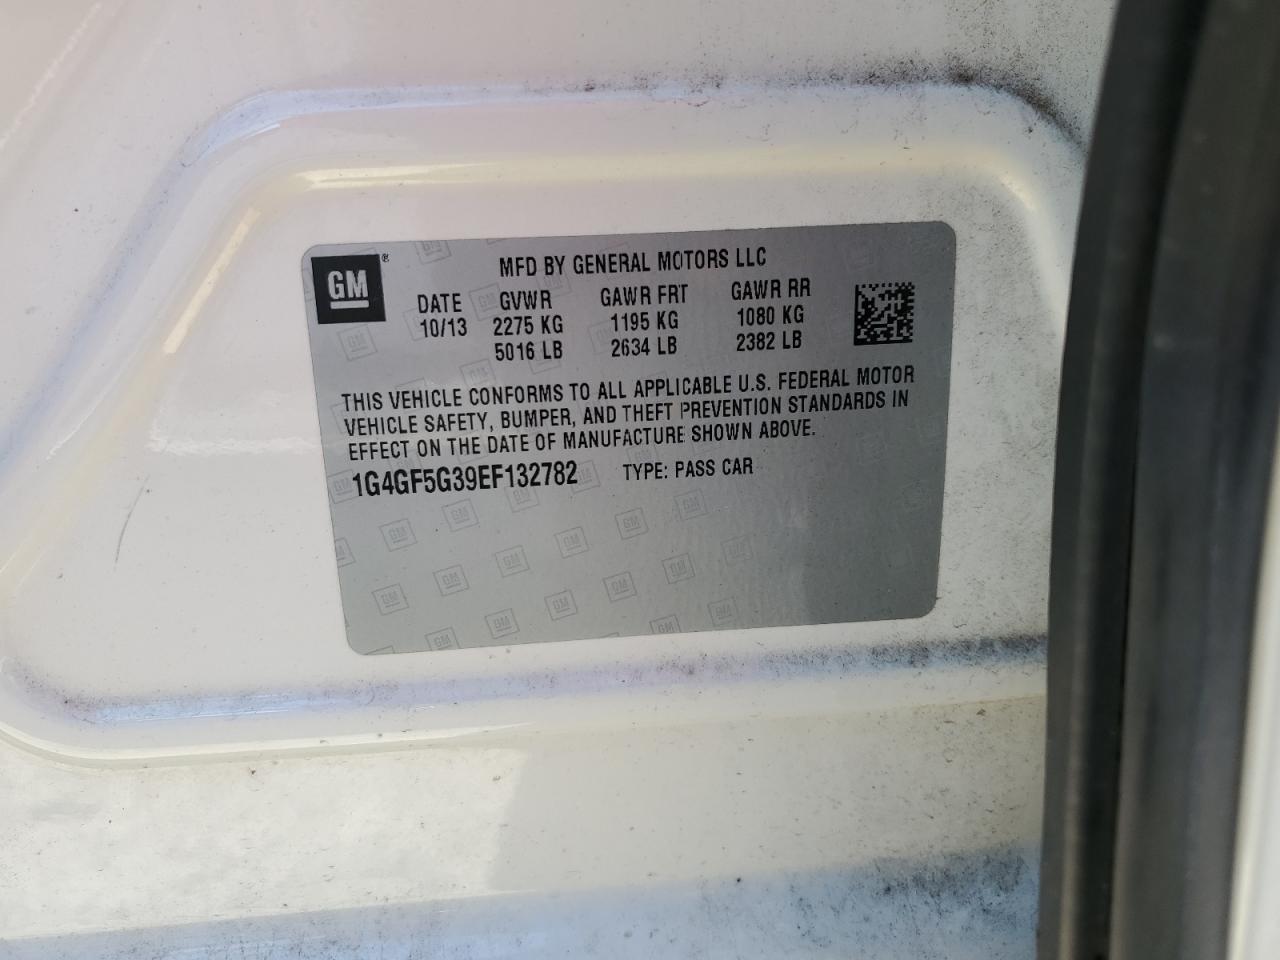 GM®
MFD BY GENERAL MOTORS LLC
DATE GVWR GAWR FRT GAWR RR
10/13 2275 KG 1195 KG 1080 KG
5016 LB 2634 LB 2382 LB
THIS VEHICLE CONFORMS TO ALL APPLICABLE U.S. FEDERAL MOTOR
VEHICLE SAFETY, BUMPER, AND THEFT PREVENTION STANDARDS IN
EFFECT ON THE DATE OF MANUFACTURE SHOWN ABOVE.
1G4GF5G39EF132782 TYPE: PASS CAR